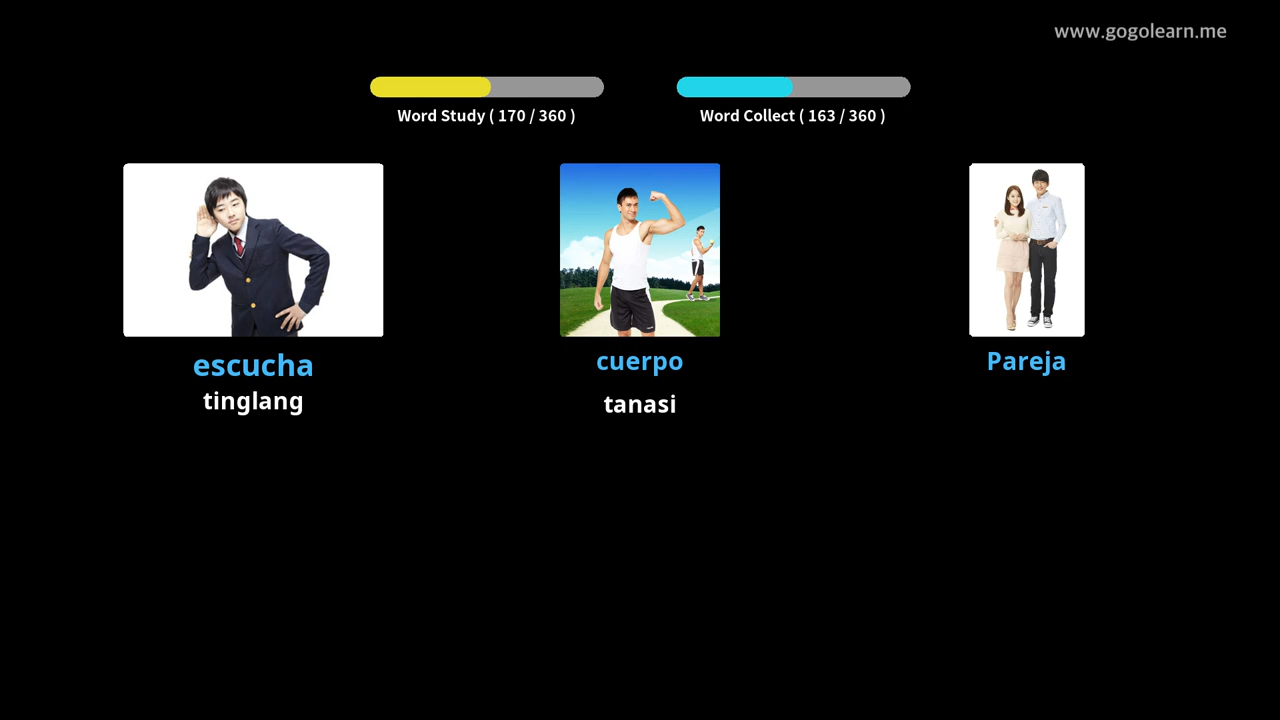 www.gogolearn.me
Word Study ( 170 / 360 )
Word Collect ( 163 / 360 )
escucha
tinglang
cuerpo
tanasi
Pareja